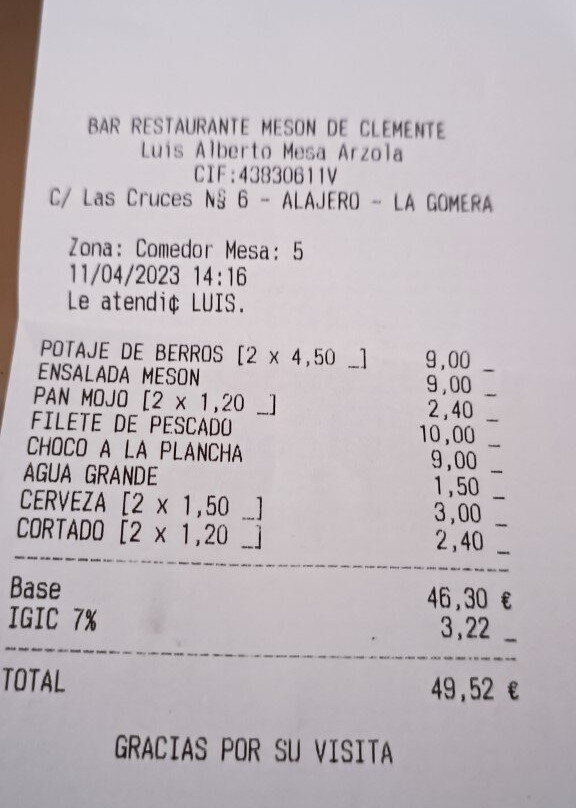 BAR RESTAURANTE MESON DE CLEMENTE
Luis Alberto Mesa Arzola
CIF:43830611V
C/ Las Cruces N§ 6 - ALAJERO - LA GOMERA
Zona: Comedor Mesa: 5
11/04/2023 14:16
Le atendi¢ LUIS.
POTAJE DE BERROS [2 x 4,50 _] 9,00 _
ENSALADA MESON 9,00 _
PAN MOJO [2 x 1,20 _] 2,40 _
FILETE DE PESCADO 10,00 _
CHOCO A LA PLANCHA 9,00 _
AGUA GRANDE 1,50 _
CERVEZA [2 x 1,50 _] 3,00 _
CORTADO [2 x 1,20 _] 2,40 _
Base 46,30 €
IGIC 7% 3,22 _
TOTAL 49,52 €
GRACIAS POR SU VISITA